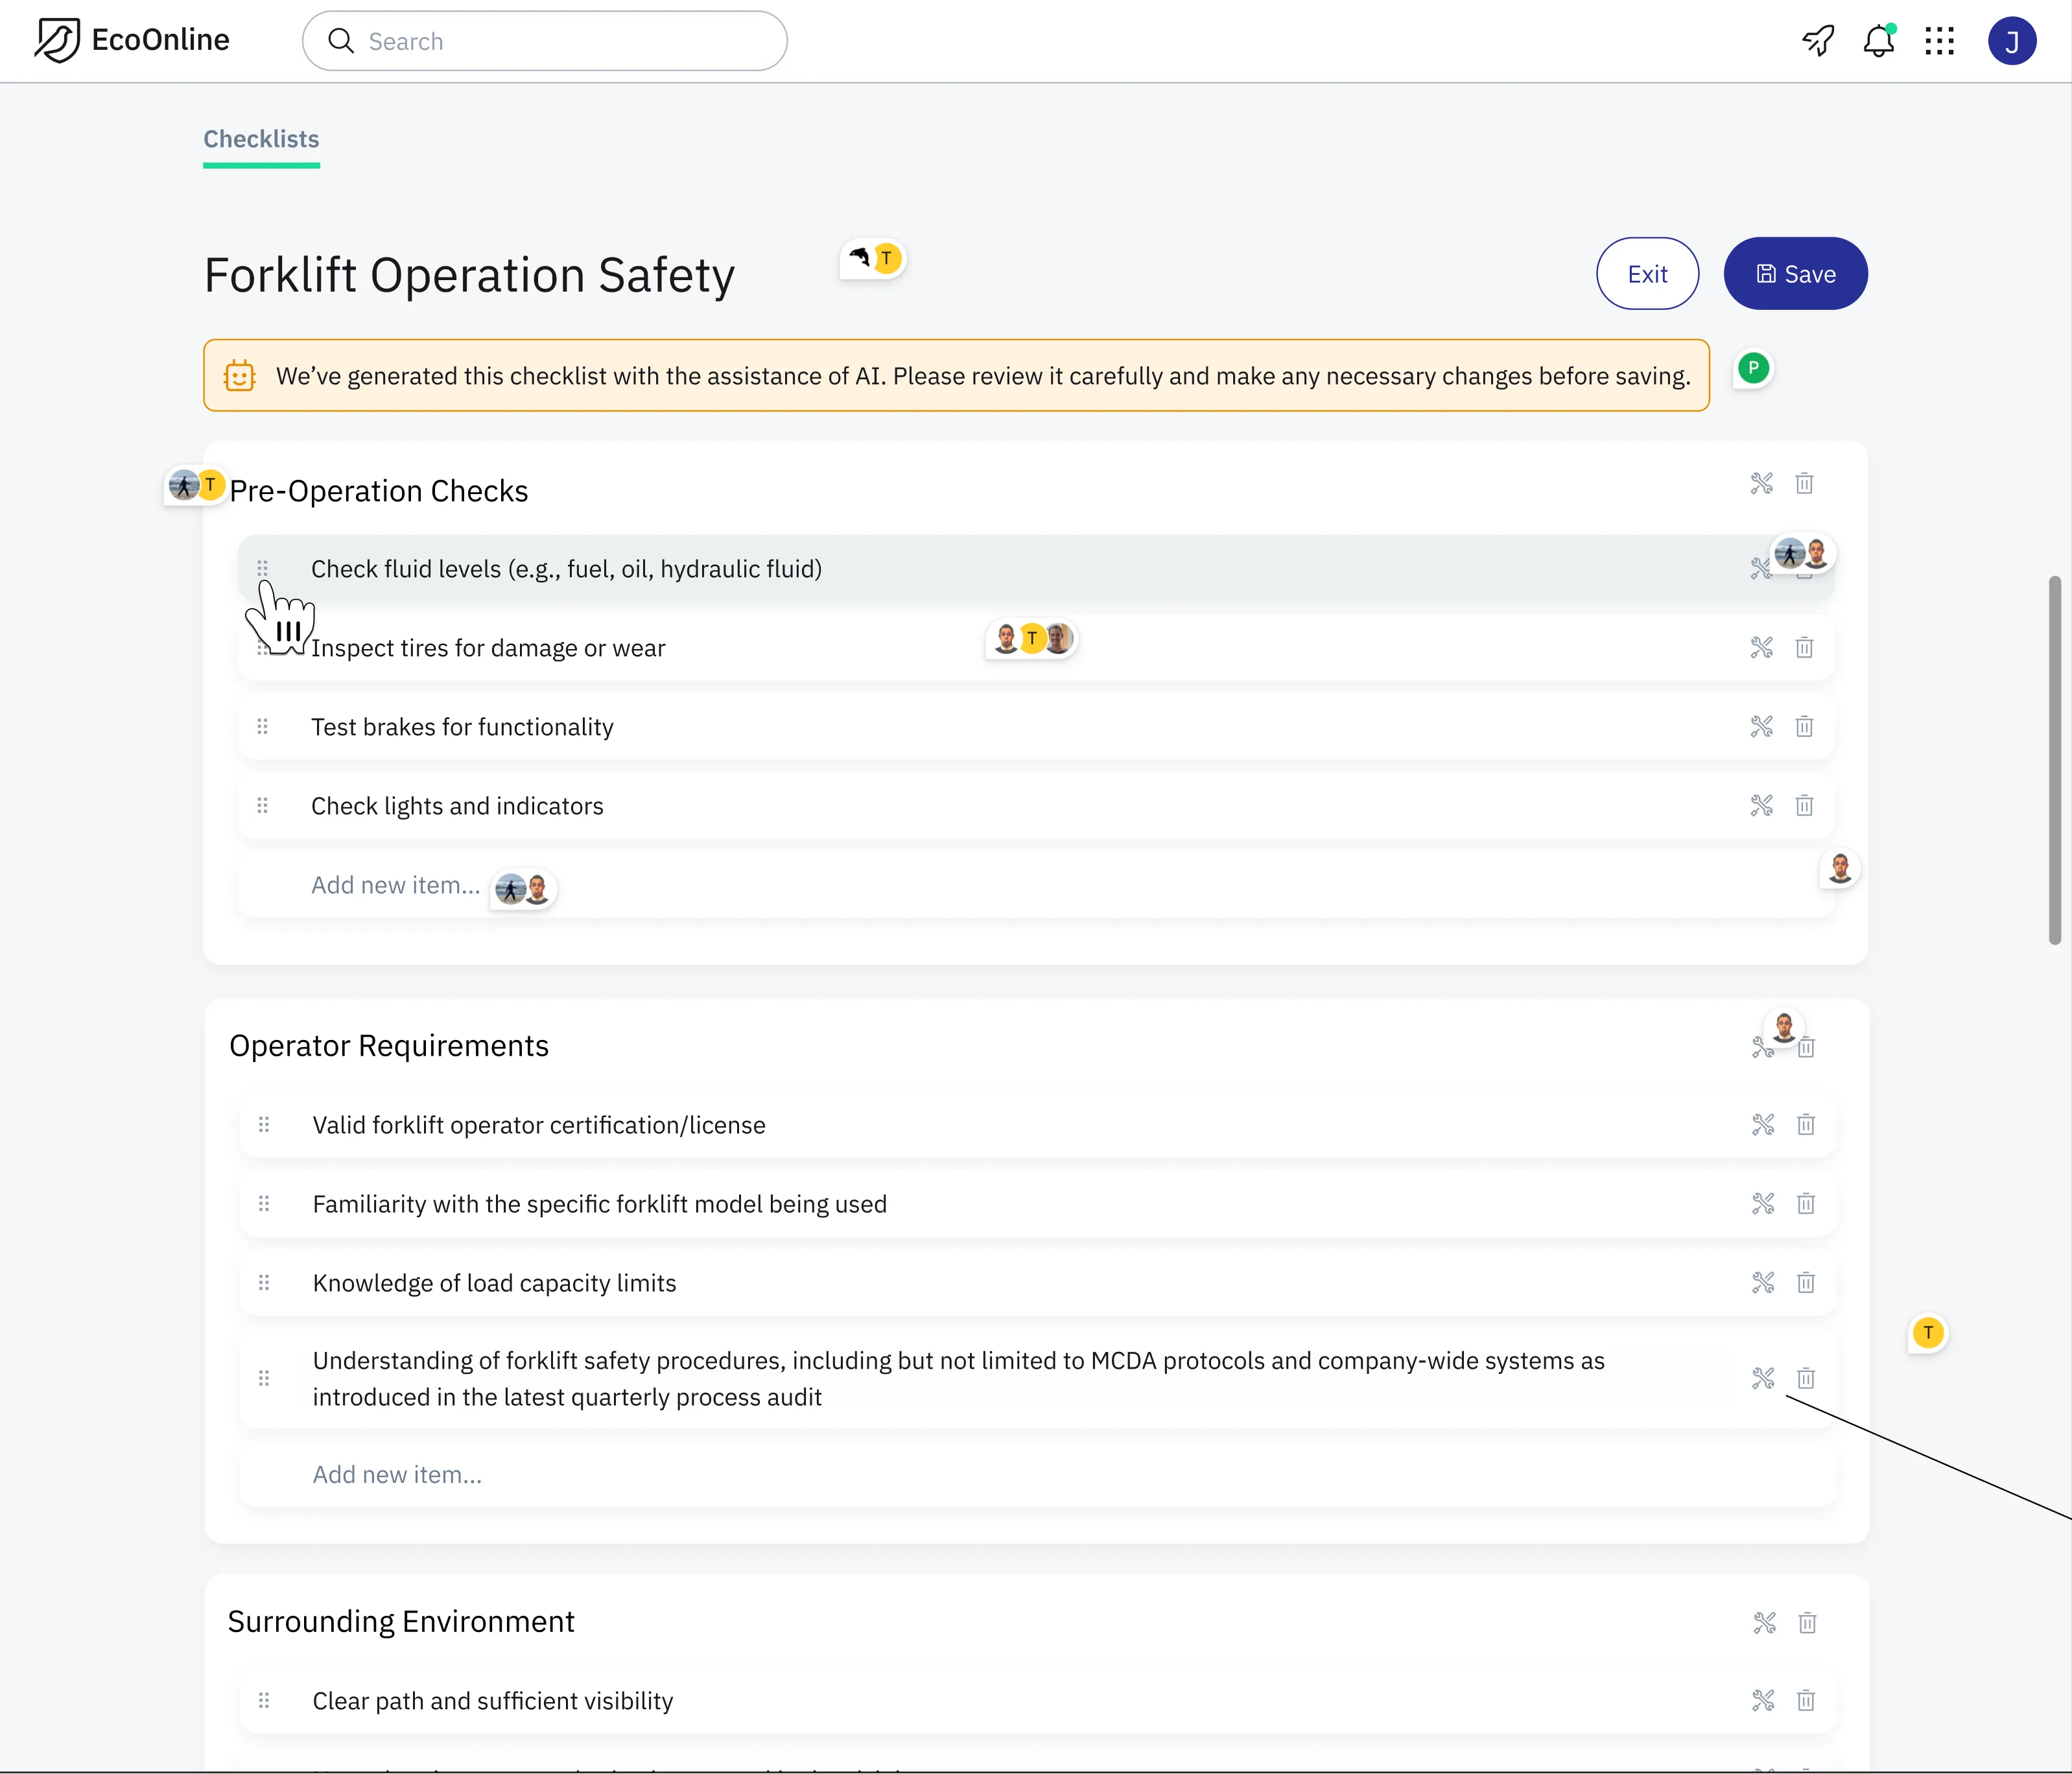 EcoOnline
Search
J
Checklists
Forklift Operation Safety
T
Exit
Save
We’ve generated this checklist with the assistance of AI. Please review it carefully and make any necessary changes before saving.
P
T
Pre-Operation Checks
Check fluid levels (e.g., fuel, oil, hydraulic fluid)
Inspect tires for damage or wear
T
Test brakes for functionality
Check lights and indicators
Add new item...
Operator Requirements
Valid forklift operator certification/license
Familiarity with the specific forklift model being used
Knowledge of load capacity limits
T
Understanding of forklift safety procedures, including but not limited to MCDA protocols and company-wide systems as
introduced in the latest quarterly process audit
Add new item...
Surrounding Environment
Clear path and sufficient visibility